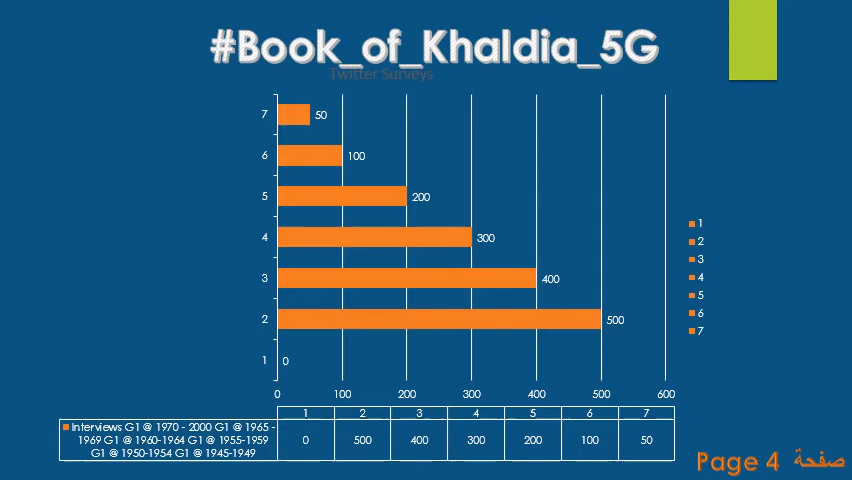 #Book_of_Khaldia_5G
Twitter Surveys
7
50
6
100
5
200
4
300
3
400
2
500
1
0
0 100 200 300 400 500 600
1
2
3
4
5
6
7
1 2 3 4 5 6 7
Interviews G1 @ 1970 - 2000 G1 @ 1965 -
1969 G1 @ 1960-1964 G1 @ 1955-1959
G1 @ 1950-1954 G1 @ 1945-1949
0 500 400 300 200 100 50
Page 4 صفحة